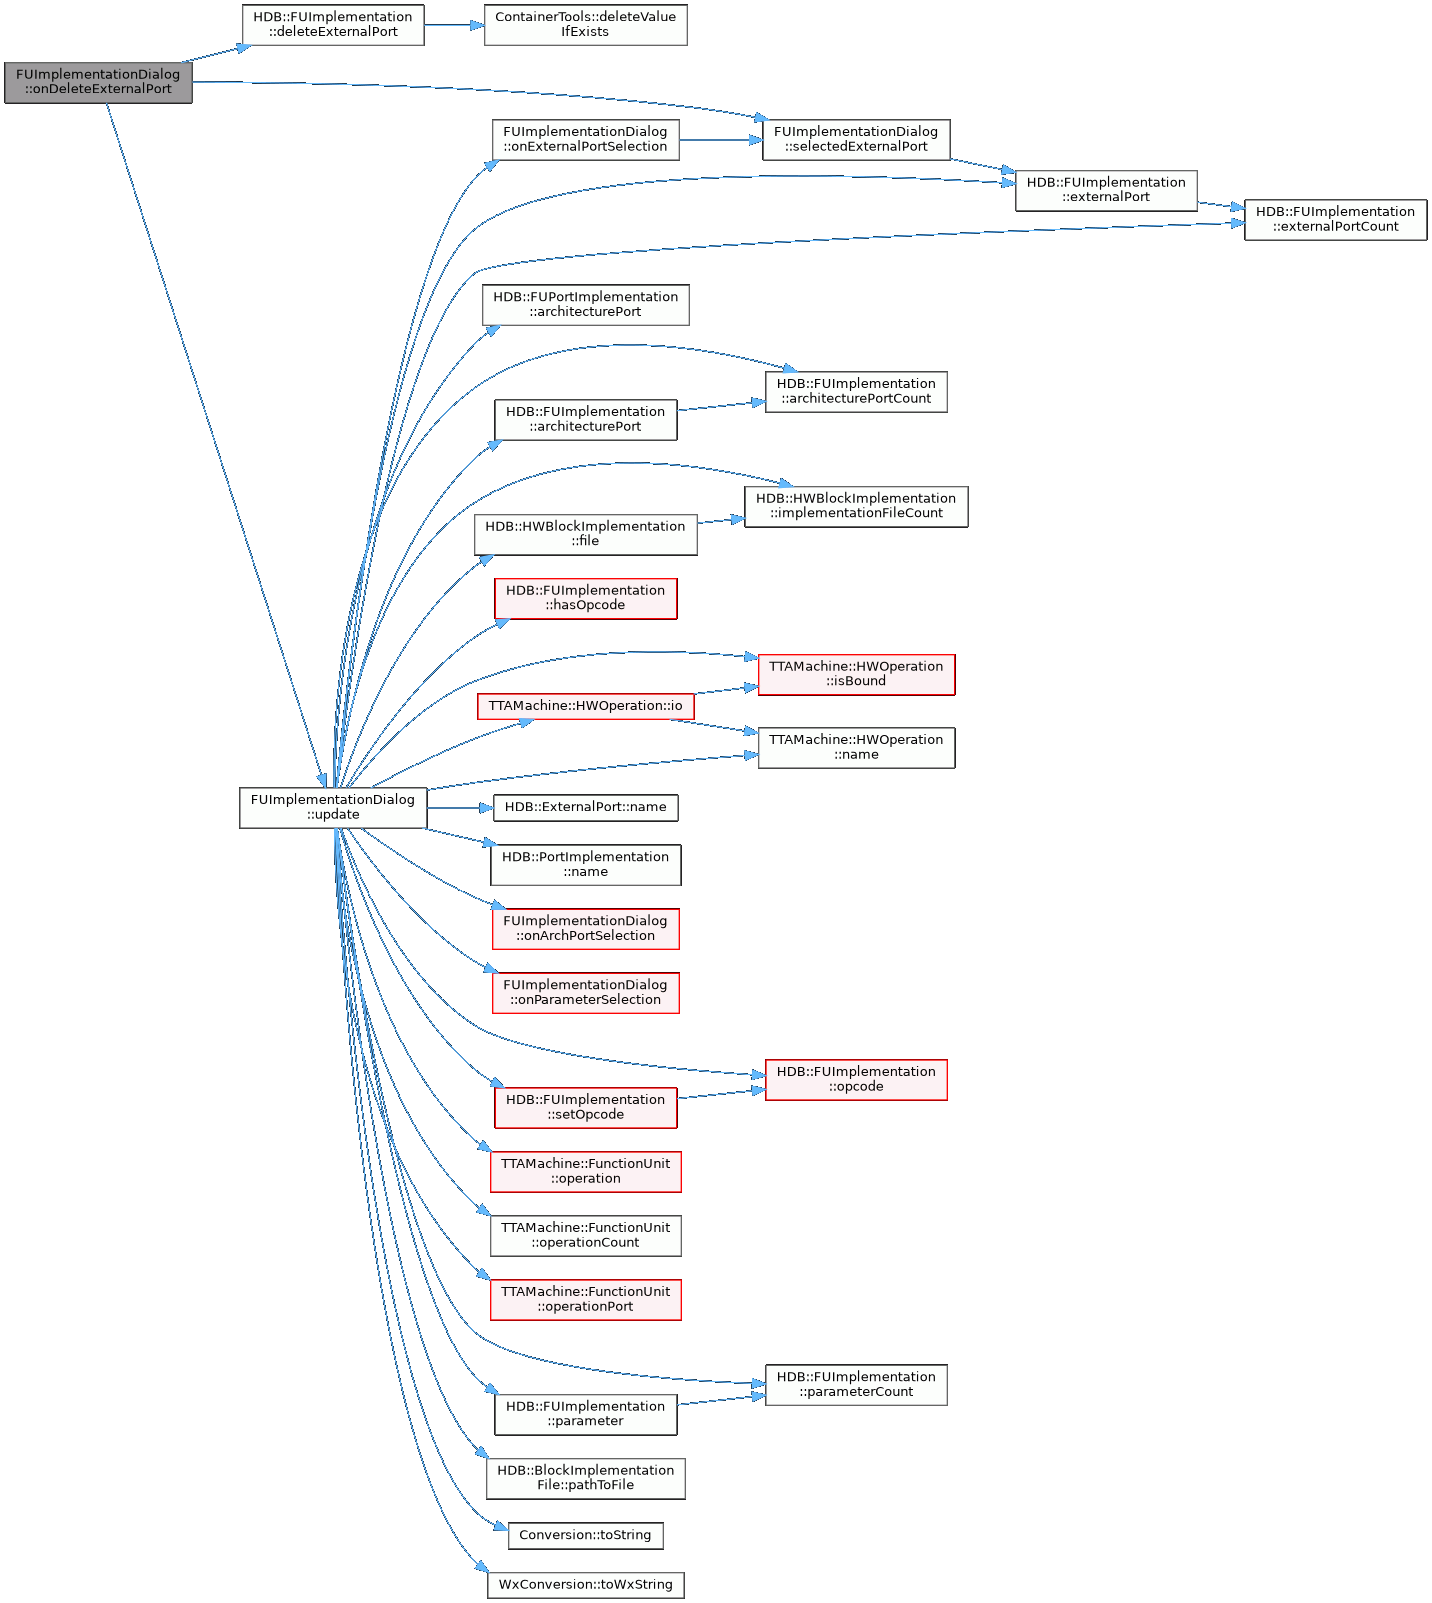 HDB::FUImplementation
::deleteExternalPort
ContainerTools::deleteValue
IfExists
FUImplementationDialog
::onDeleteExternalPort
FUImplementationDialog
::onExternalPortSelection
FUImplementationDialog
::selectedExternalPort
HDB::FUImplementation
::externalPort
HDB::FUImplementation
::externalPortCount
HDB::FUPortImplementation
::architecturePort
HDB::FUImplementation
::architecturePortCount
HDB::FUImplementation
::architecturePort
HDB::HWBlockImplementation
::implementationFileCount
HDB::HWBlockImplementation
::file
HDB::FUImplementation
::hasOpcode
TTAMachine::HWOperation
::isBound
TTAMachine::HWOperation::io
TTAMachine::HWOperation
::name
FUImplementationDialog
::update
HDB::ExternalPort::name
HDB::PortImplementation
::name
FUImplementationDialog
::onArchPortSelection
FUImplementationDialog
::onParameterSelection
HDB::FUImplementation
::opcode
HDB::FUImplementation
::setOpcode
TTAMachine::FunctionUnit
::operation
TTAMachine::FunctionUnit
::operationCount
TTAMachine::FunctionUnit
::operationPort
HDB::FUImplementation
::parameterCount
HDB::FUImplementation
::parameter
HDB::BlockImplementation
File::pathToFile
Conversion::toString
WxConversion::toWxString